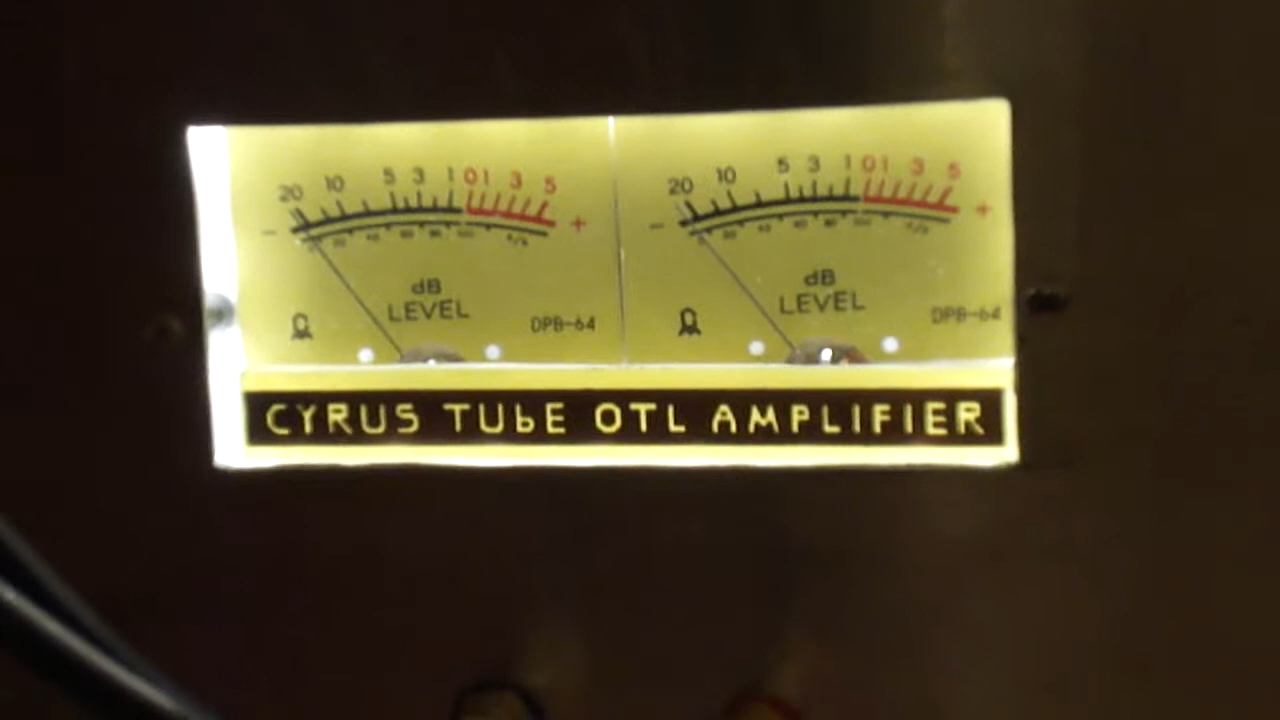 20 10 5 3 1 0 1 3 5
- +
dB
LEVEL
DPB-64
20 10 5 3 1 0 1 3 5
- +
dB
LEVEL
DPB-64
CYRUS TUbE OTL AMPLIFIER